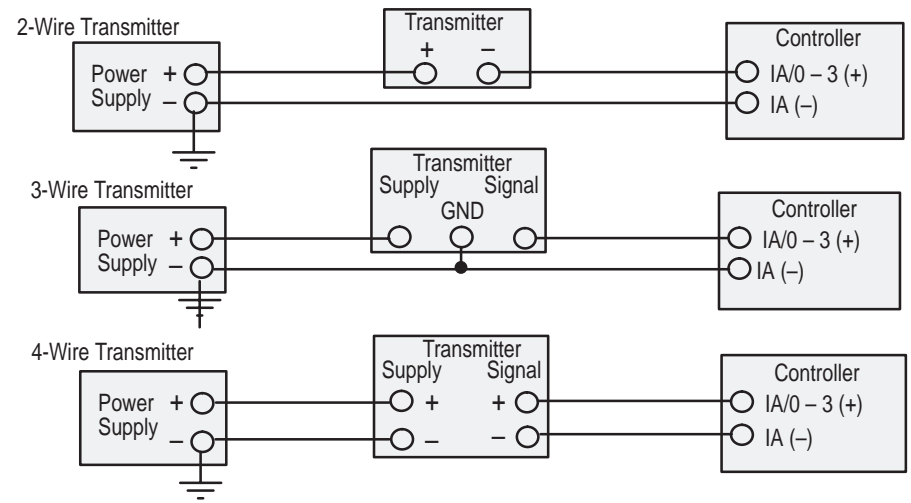 2-Wire Transmitter
Transmitter
+ –
Controller
Power +
Supply –
IA/0 – 3 (+)
IA (–)
3-Wire Transmitter
Transmitter
Supply Signal
GND
Controller
Power +
Supply –
IA/0 – 3 (+)
IA (–)
4-Wire Transmitter
Transmitter
Supply Signal
Controller
Power +
Supply –
+ +
– –
IA/0 – 3 (+)
IA (–)